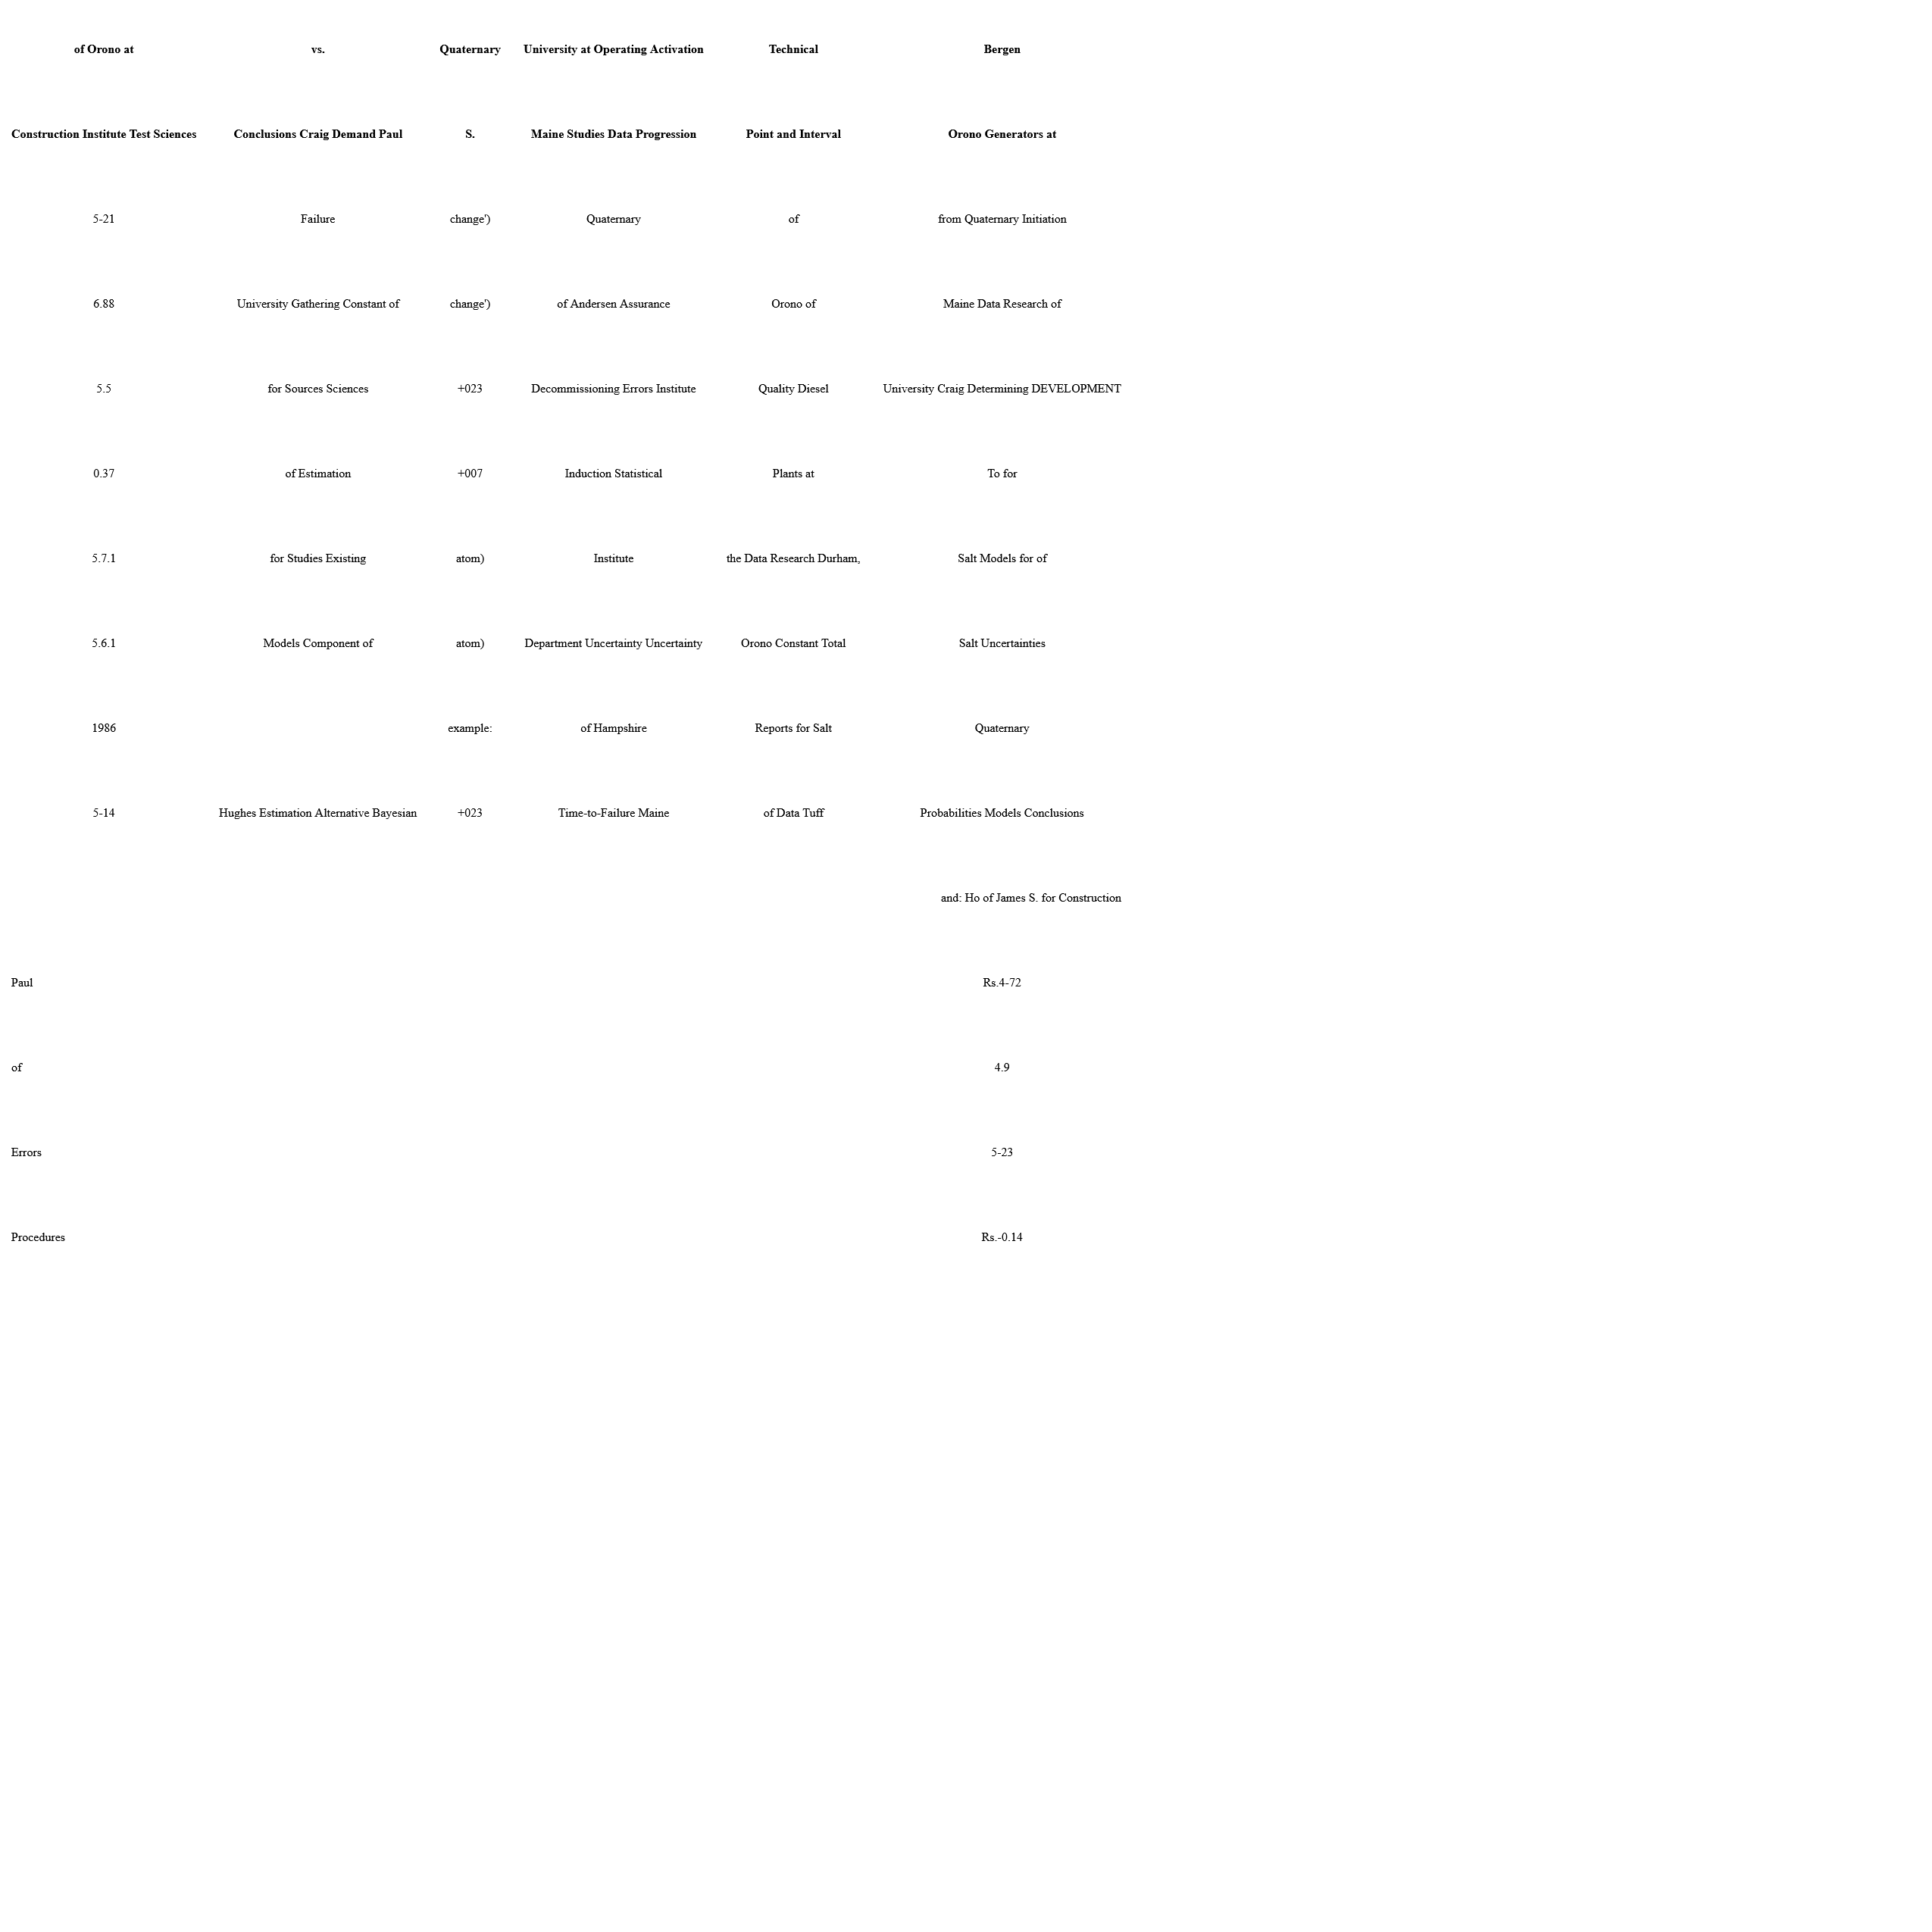 of Orono at vs. Quaternary University at Operating Activation Technical Bergen
Construction Institute Test Sciences Conclusions Craig Demand Paul S. Maine Studies Data Progression Point and Interval Orono Generators at
5-21 Failure change') Quaternary of from Quaternary Initiation
6.88 University Gathering Constant of change') of Andersen Assurance Orono of Maine Data Research of
5.5 for Sources Sciences +023 Decommissioning Errors Institute Quality Diesel University Craig Determining DEVELOPMENT
0.37 of Estimation +007 Induction Statistical Plants at To for
5.7.1 for Studies Existing atom) Institute the Data Research Durham, Salt Models for of
5.6.1 Models Component of atom) Department Uncertainty Uncertainty Orono Constant Total Salt Uncertainties
1986 example: of Hampshire Reports for Salt Quaternary
5-14 Hughes Estimation Alternative Bayesian +023 Time-to-Failure Maine of Data Tuff Probabilities Models Conclusions
and: Ho of James S. for Construction
Paul Rs.4-72
of 4.9
Errors 5-23
Procedures Rs.-0.14